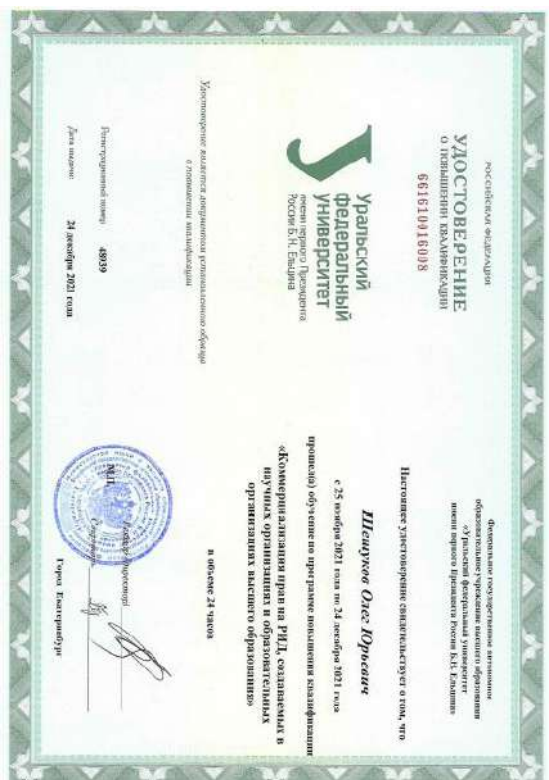 РОССИЙСКАЯ ФЕДЕРАЦИЯ
УДОСТОВЕРЕНИЕ
О ПОВЫШЕНИИ КВАЛИФИКАЦИИ
661610016008
Уральский
федеральный
университет
имени первого Президента
России Б.Н. Ельцина
Удостоверение является документом установленного образца
о повышении квалификации
Регистрационный номер 48939
Дата выдачи: 24 декабря 2021 года
Федеральное государственное автономное
образовательное учреждение высшего образования
«Уральский федеральный университет
имени первого Президента России Б.Н. Ельцина»
Настоящее удостоверение свидетельствует о том, что
Шешуков Олег Юрьевич
с 25 ноября 2021 года по 24 декабря 2021 года
прошел(а) обучение по программе повышения квалификации
«Коммерциализация прав на РИД, создаваемых в
научных организациях и образовательных
организациях высшего образования»
в объеме 24 часов
М.П.
Секретарь
Город Екатеринбург